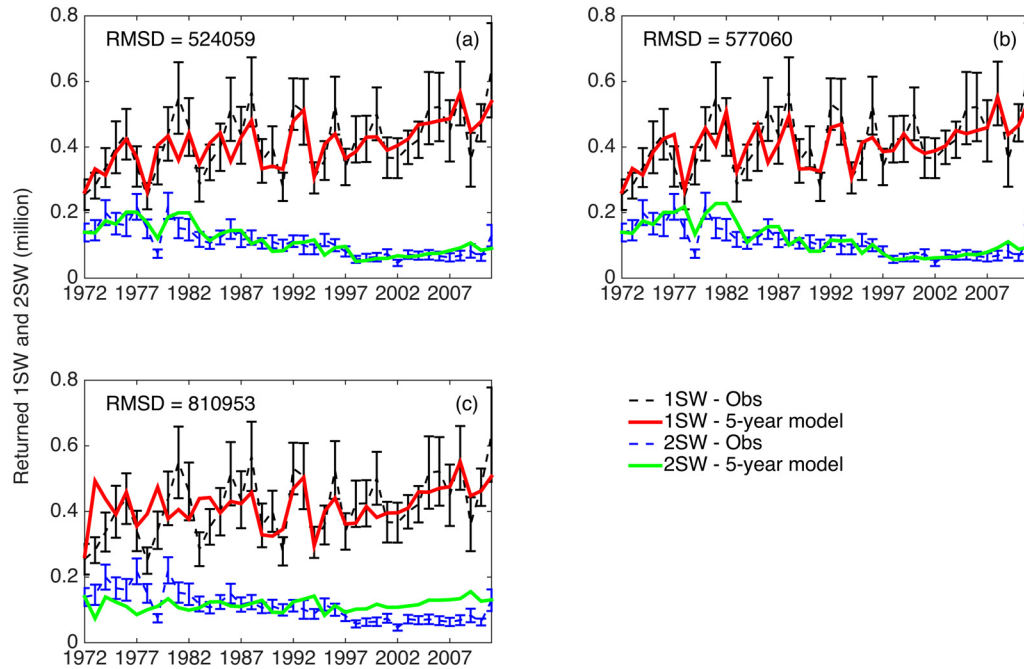 Returned 1SW and 2SW (million)
RMSD = 524059
(a)
0.8
0.6
0.4
0.2
0
1972 1977 1982 1987 1992 1997 2002 2007
RMSD = 577060
(b)
0.8
0.6
0.4
0.2
0
1972 1977 1982 1987 1992 1997 2002 2007
RMSD = 810953
(c)
0.8
0.6
0.4
0.2
0
1972 1977 1982 1987 1992 1997 2002 2007
1SW - Obs
1SW - 5-year model
2SW - Obs
2SW - 5-year model